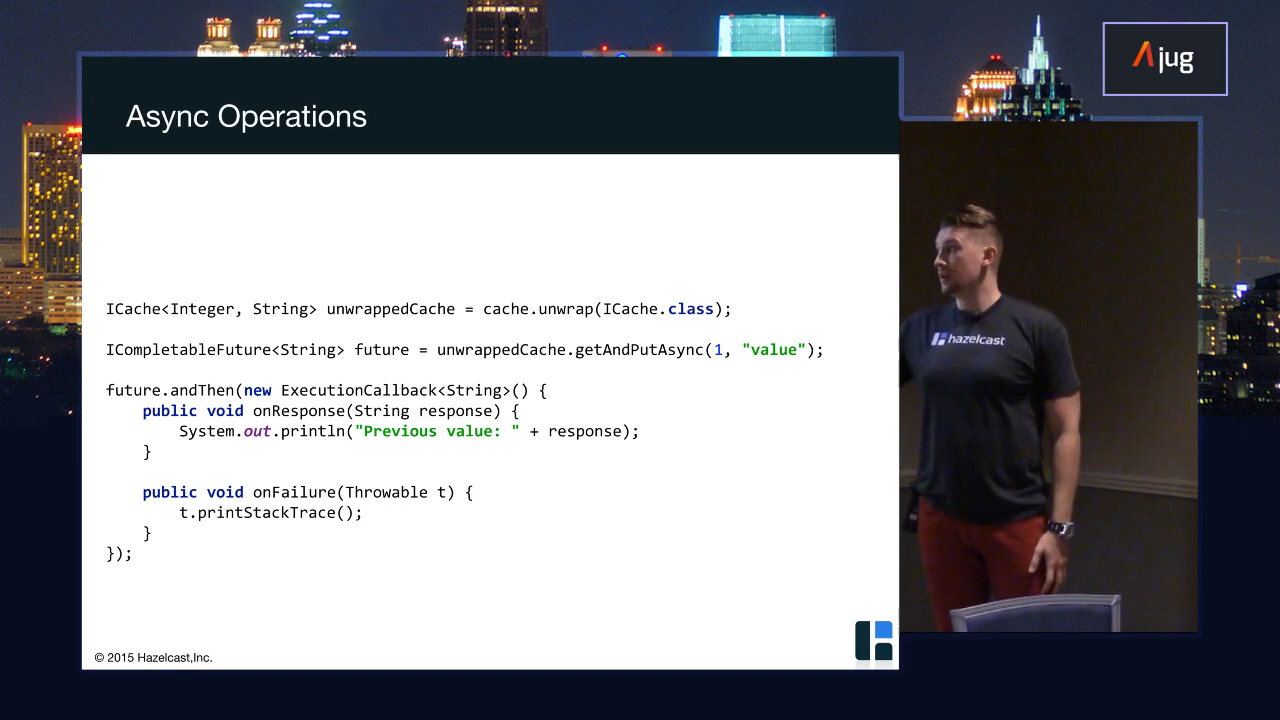 Ajug
Async Operations
ICache<Integer, String> unwrappedCache = cache.unwrap(ICache.class);
ICompletableFuture<String> future = unwrappedCache.getAndPutAsync(1, "value");
future.andThen(new ExecutionCallback<String>() {
public void onResponse(String response) {
System.out.println("Previous value: " + response);
}
public void onFailure(Throwable t) {
t.printStackTrace();
}
});
hazelcast
© 2015 Hazelcast,Inc.